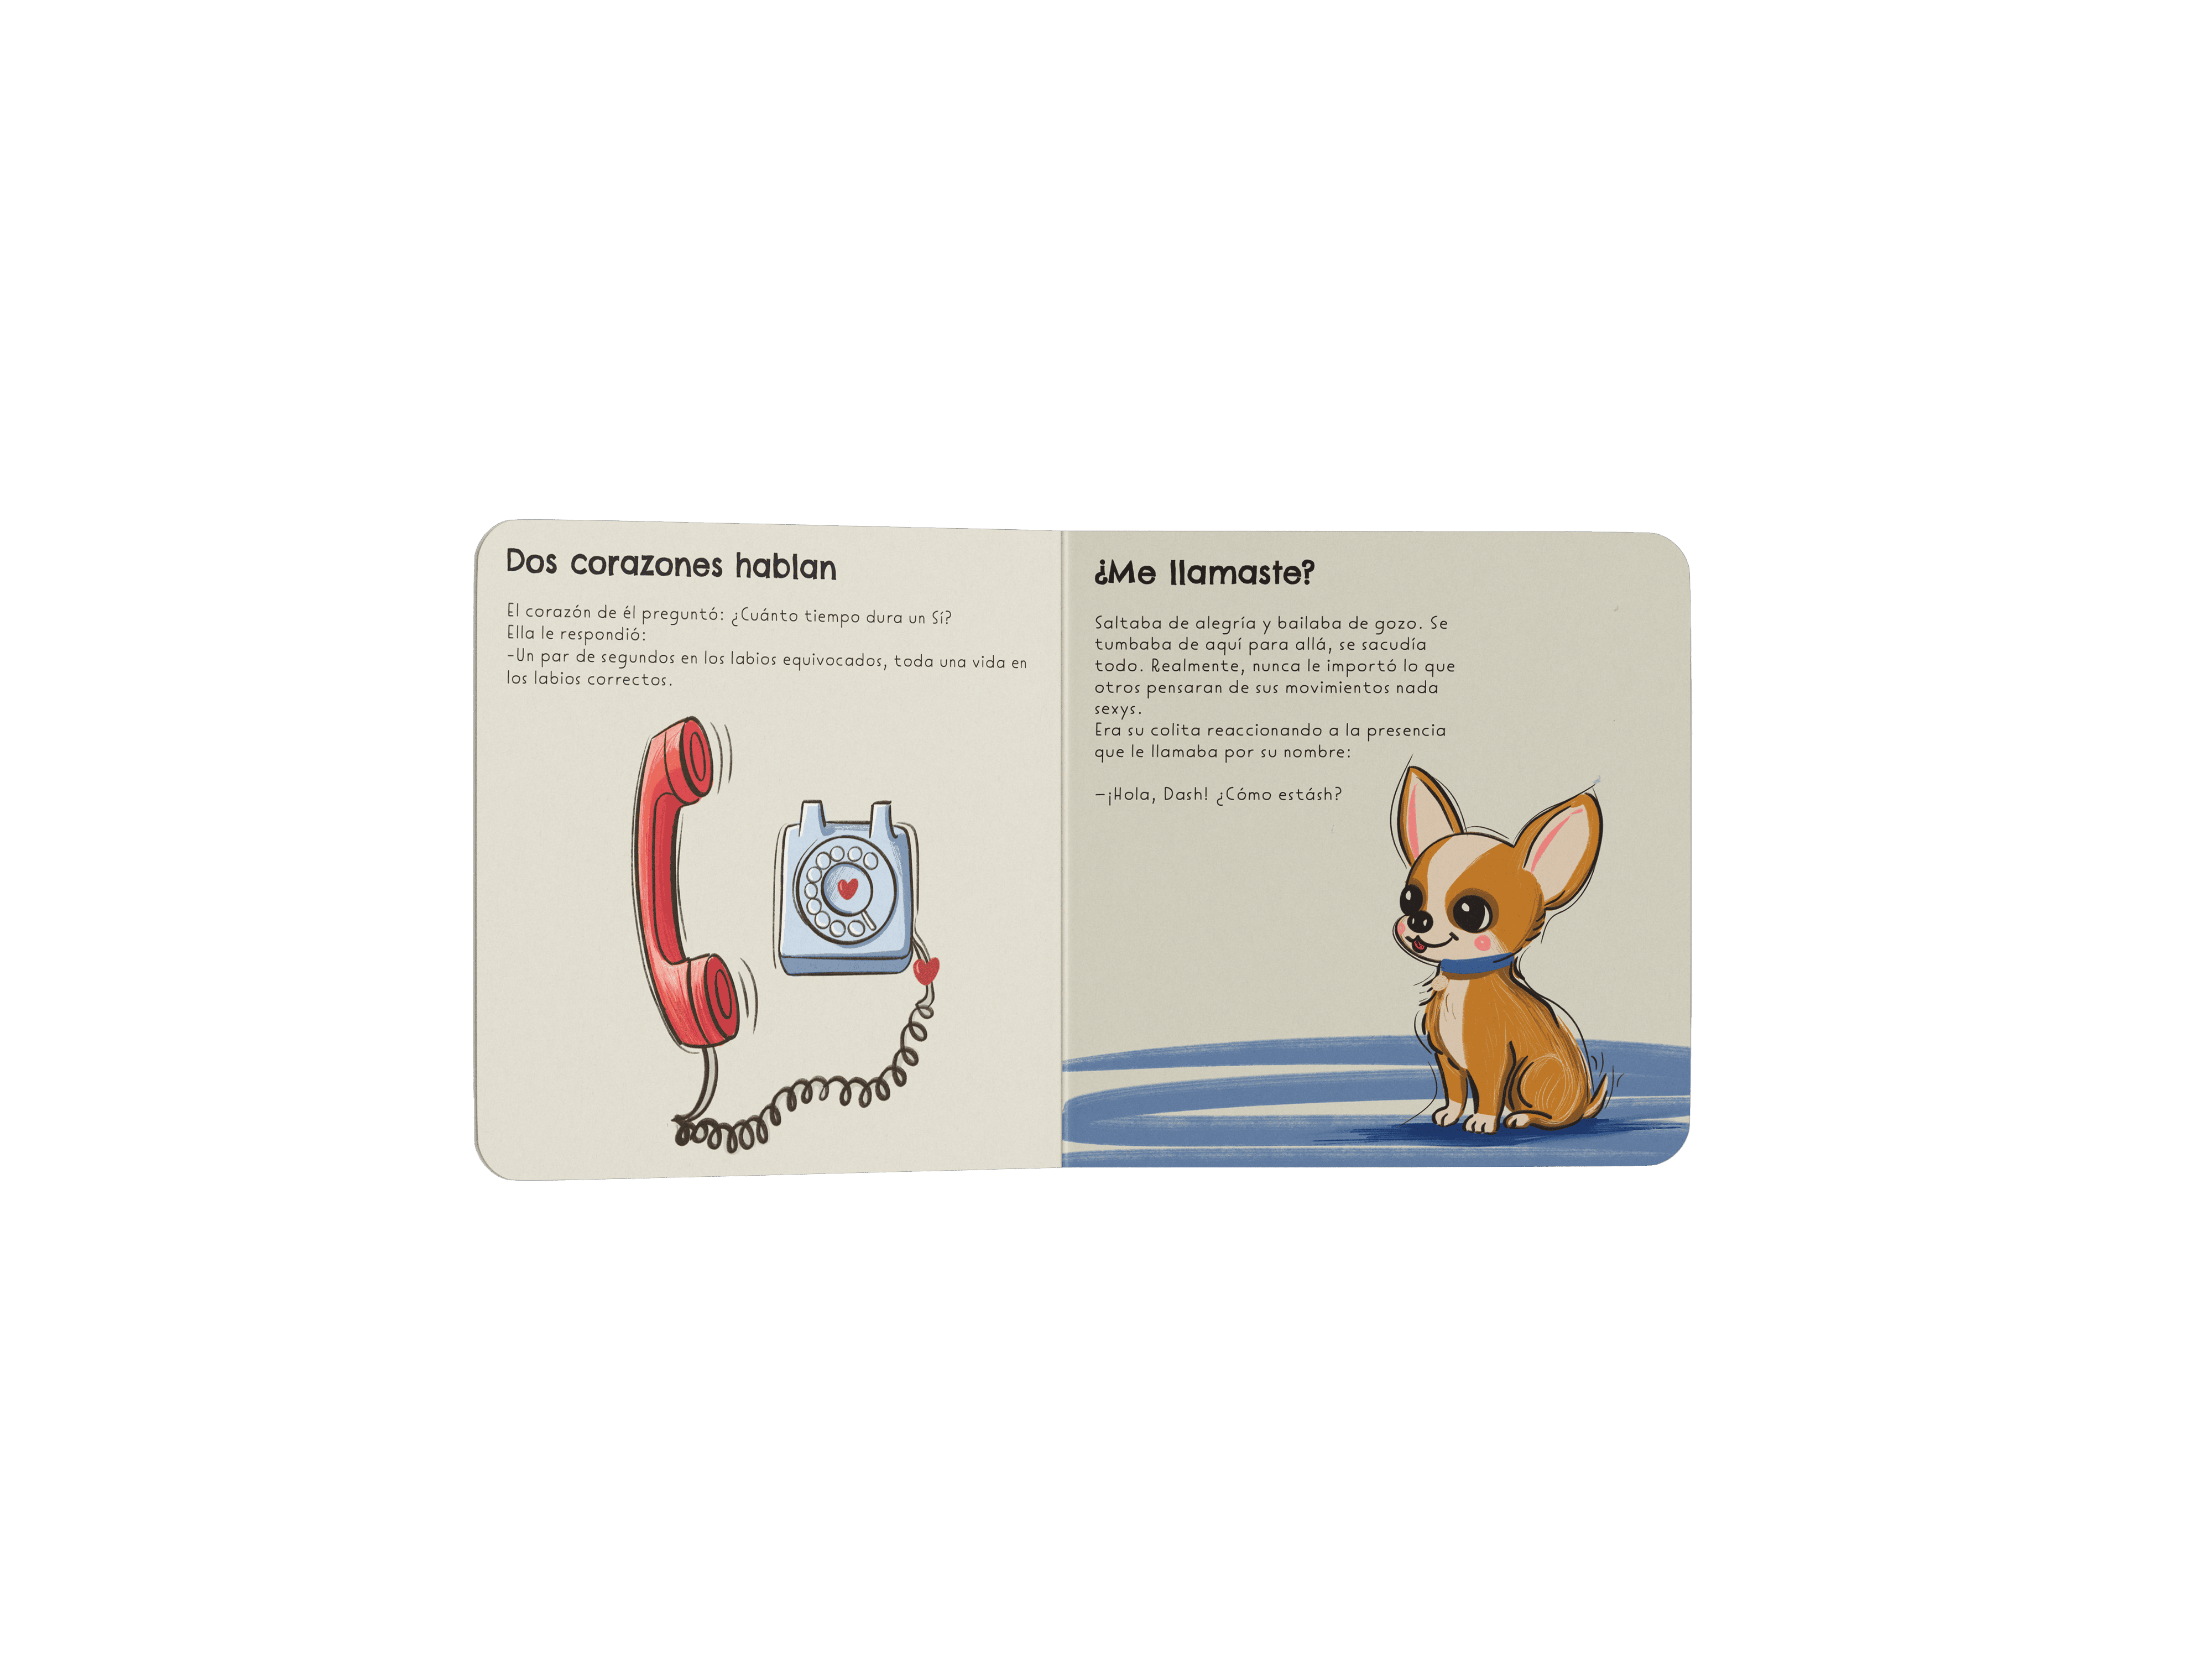 Dos corazones hablan
El corazón de él preguntó: ¿Cuánto tiempo dura un Sí?
Ella le respondió:
-Un par de segundos en los labios equivocados, toda una vida en
los labios correctos.
¿Me llamaste?
Saltaba de alegría y bailaba de gozo. Se
tumbaba de aquí para allá, se sacudía
todo. Realmente, nunca le importó lo que
otros pensaran de sus movimientos nada
sexys.
Era su colita reaccionando a la presencia
que le llamaba por su nombre:
—¡Hola, Dash! ¿Cómo estásh?